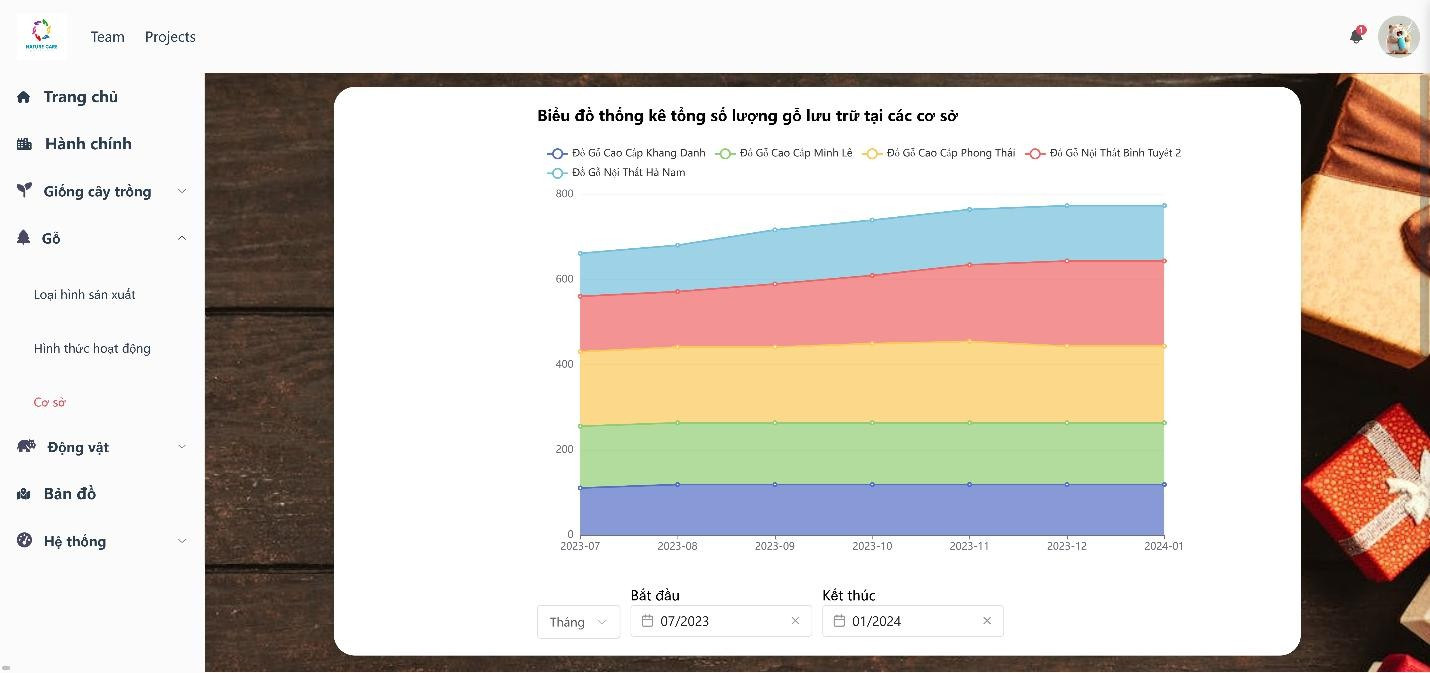 NATURE CARE
Team
Projects
1
Trang chủ
Hành chính
Giống cây trồng
Gỗ
Loại hình sản xuất
Hình thức hoạt động
Cơ sở
Động vật
Bản đồ
Hệ thống
Biểu đồ thống kê tổng số lượng gỗ lưu trữ tại các cơ sở
Đồ Gỗ Cao Cấp Khang Danh
Đồ Gỗ Cao Cấp Minh Lê
Đồ Gỗ Cao Cấp Phong Thái
Đồ Gỗ Nội Thất Bình Tuyết 2
Đồ Gỗ Nội Thất Hà Nam
800
600
400
200
0
2023-07
2023-08
2023-09
2023-10
2023-11
2023-12
2024-01
Bắt đầu
Kết thúc
Tháng
07/2023
01/2024